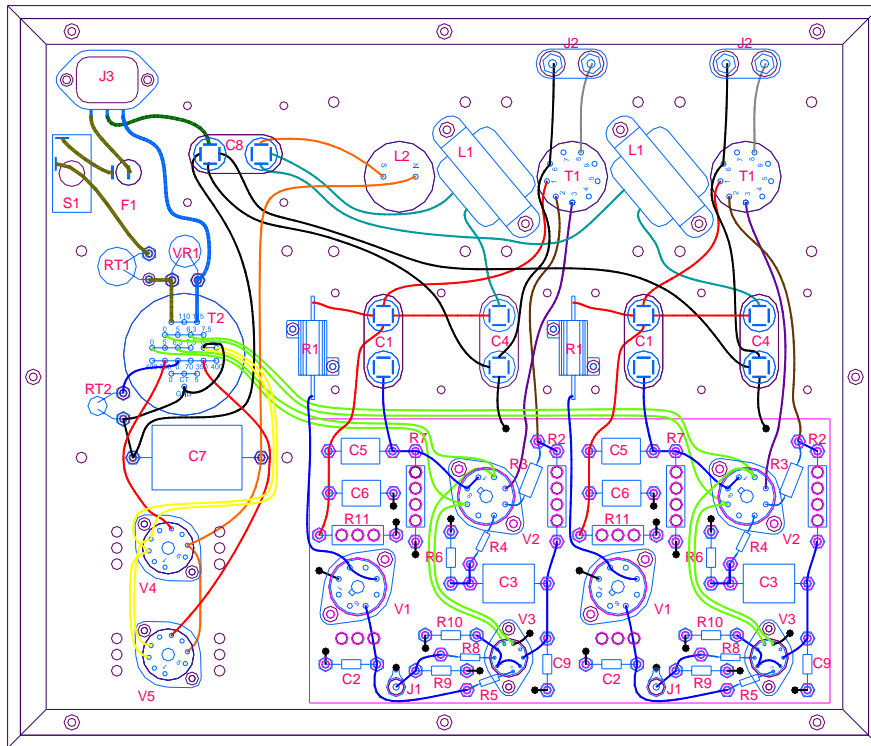 J3
J2
J2
C8
L2
L1
L1
S1
F1
T1
T1
RT1
VR1
T2
R1
C1
C4
R1
C1
C4
RT2
C7
C5
R7
R3
R2
C5
R7
R3
R2
C6
C6
R11
V2
R11
V2
R6
R4
R6
R4
V4
C3
C3
V1
V1
R10
V3
R10
V3
R8
R8
C2
R9
C9
C2
R9
C9
V5
J1
R5
J1
R5